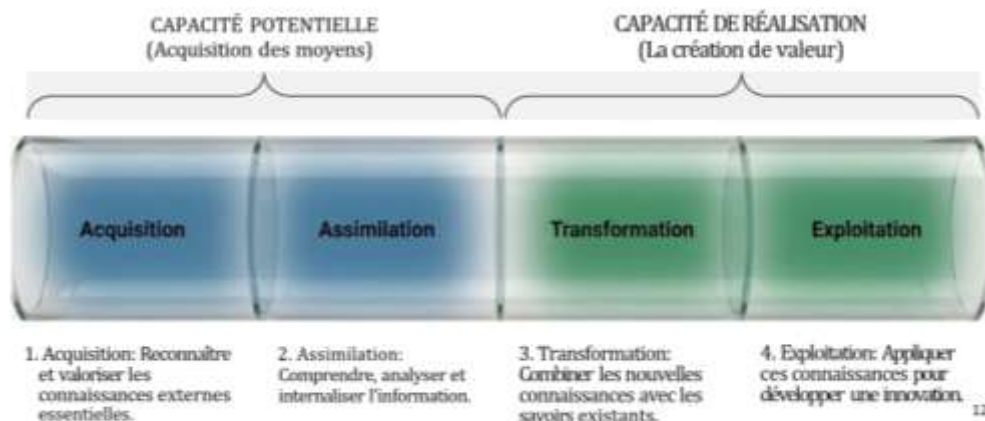 CAPACITÉ POTENTIELLE
(Acquisition des moyens)
CAPACITÉ DE RÉALISATION
(La création de valeur)
Acquisition
Assimilation
Transformation
Exploitation
1. Acquisition: Reconnaître
et valoriser les
connaissances externes
essentielles.
2. Assimilation:
Comprendre, analyser et
internaliser l'information.
3. Transformation:
Combiner les nouvelles
connaissances avec les
savoirs existants.
4. Exploitation: Appliquer
ces connaissances pour
développer une innovation.
12